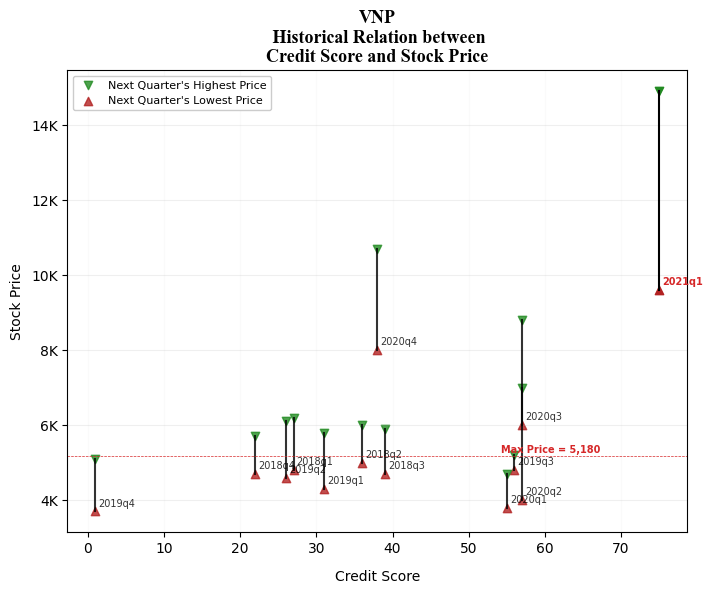 VNP
Historical Relation between
Credit Score and Stock Price
Next Quarter's Highest Price
Next Quarter's Lowest Price
14K
12K
10K
8K
6K
4K
Stock Price
2021q1
2020q4
2020q3
Max Price = 5,180
2018q2
2019q3
2018q1
2018q4
2019q2
2018q3
2019q1
2020q2
2020q1
2019q4
0 10 20 30 40 50 60 70
Credit Score